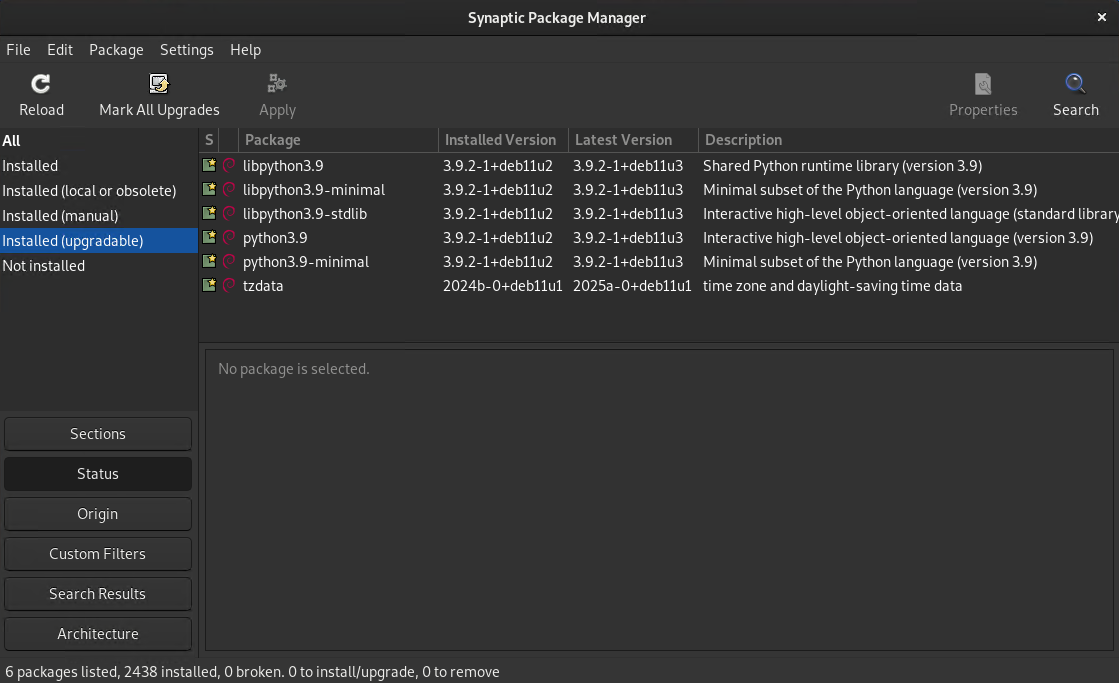 Synaptic Package Manager ×
File Edit Package Settings Help
Reload Mark All Upgrades Apply Properties Search
All
Installed
Installed (local or obsolete)
Installed (manual)
Installed (upgradable)
Not installed
S Package Installed Version Latest Version Description
libpython3.9 3.9.2-1+deb11u2 3.9.2-1+deb11u3 Shared Python runtime library (version 3.9)
libpython3.9-minimal 3.9.2-1+deb11u2 3.9.2-1+deb11u3 Minimal subset of the Python language (version 3.9)
libpython3.9-stdlib 3.9.2-1+deb11u2 3.9.2-1+deb11u3 Interactive high-level object-oriented language (standard library
python3.9 3.9.2-1+deb11u2 3.9.2-1+deb11u3 Interactive high-level object-oriented language (version 3.9)
python3.9-minimal 3.9.2-1+deb11u2 3.9.2-1+deb11u3 Minimal subset of the Python language (version 3.9)
tzdata 2024b-0+deb11u1 2025a-0+deb11u1 time zone and daylight-saving time data
No package is selected.
Sections
Status
Origin
Custom Filters
Search Results
Architecture
6 packages listed, 2438 installed, 0 broken. 0 to install/upgrade, 0 to remove